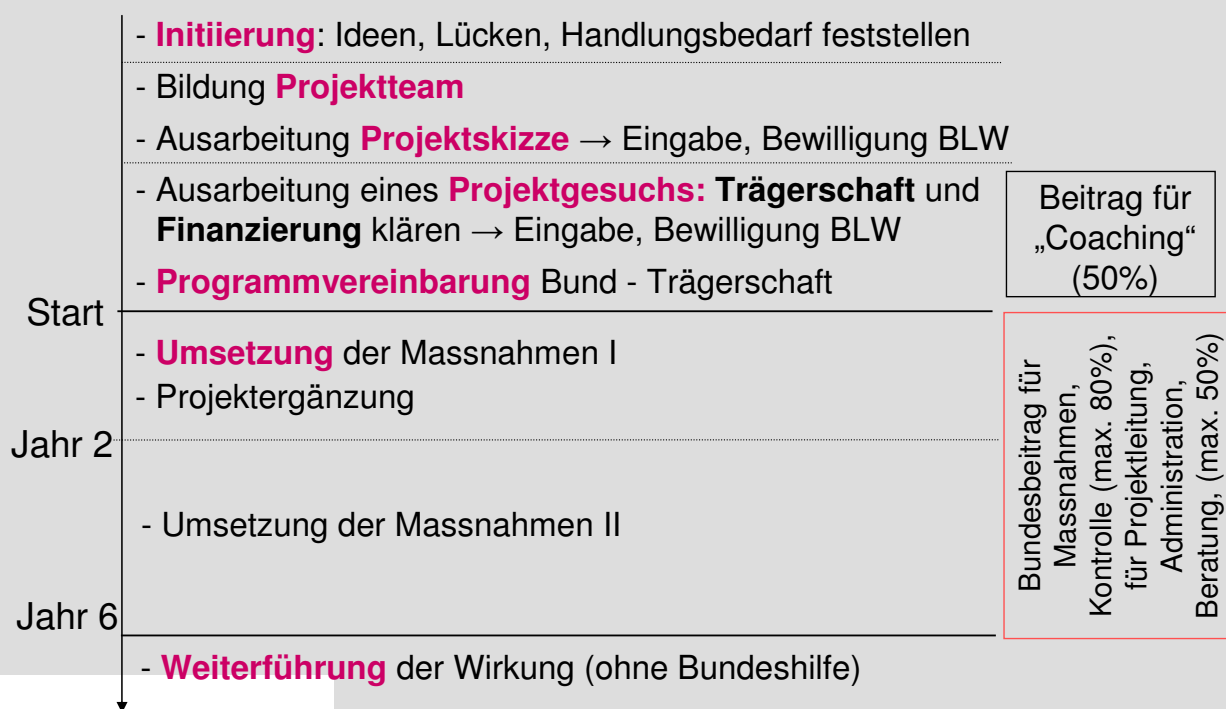 - Initiierung: Ideen, Lücken, Handlungsbedarf feststellen
- Bildung Projektteam
- Ausarbeitung Projektskizze → Eingabe, Bewilligung BLW
- Ausarbeitung eines Projektgesuchs: Trägerschaft und
Finanzierung klären → Eingabe, Bewilligung BLW
- Programmvereinbarung Bund - Trägerschaft
Beitrag für
„Coaching“
(50%)
Start
- Umsetzung der Massnahmen I
- Projektergänzung
Jahr 2
- Umsetzung der Massnahmen II
Jahr 6
- Weiterführung der Wirkung (ohne Bundeshilfe)
Bundesbeitrag für
Massnahmen,
Kontrolle (max. 80%),
für Projektleitung,
Administration,
Beratung, (max. 50%)